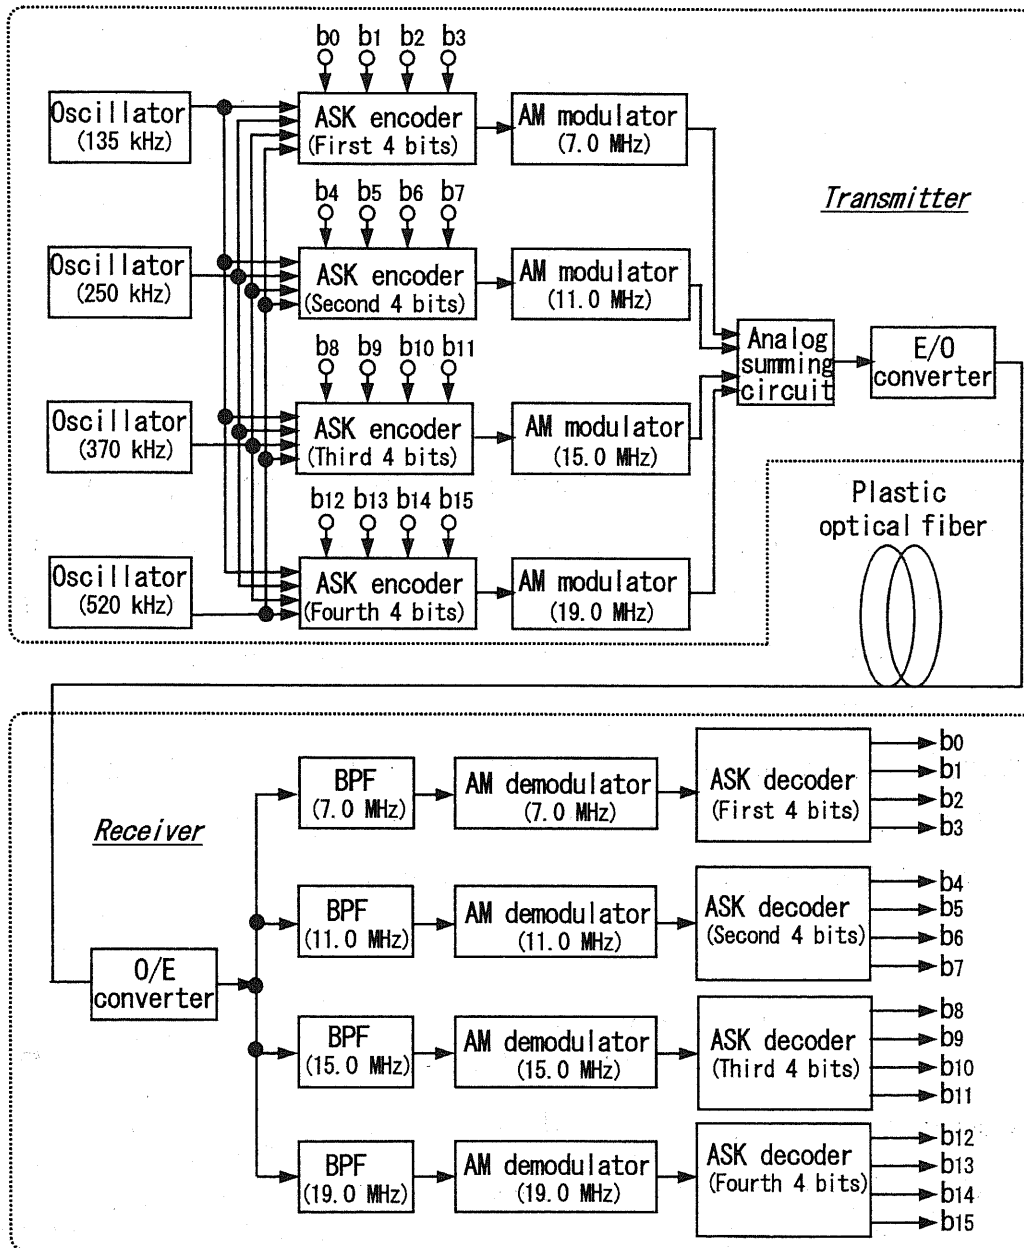 b0 b1 b2 b3
Oscillator
(135 kHz)
ASK encoder
(First 4 bits)
AM modulator
(7.0 MHz)
Transmitter
b4 b5 b6 b7
Oscillator
(250 kHz)
ASK encoder
(Second 4 bits)
AM modulator
(11.0 MHz)
b8 b9 b10 b11
Oscillator
(370 kHz)
ASK encoder
(Third 4 bits)
AM modulator
(15.0 MHz)
Analog
summing
circuit
E/O
converter
b12 b13 b14 b15
Oscillator
(520 kHz)
ASK encoder
(Fourth 4 bits)
AM modulator
(19.0 MHz)
Plastic
optical fiber
Receiver
O/E
converter
BPF
(7.0 MHz)
AM demodulator
(7.0 MHz)
ASK decoder
(First 4 bits)
b0
b1
b2
b3
BPF
(11.0 MHz)
AM demodulator
(11.0 MHz)
ASK decoder
(Second 4 bits)
b4
b5
b6
b7
BPF
(15.0 MHz)
AM demodulator
(15.0 MHz)
ASK decoder
(Third 4 bits)
b8
b9
b10
b11
BPF
(19.0 MHz)
AM demodulator
(19.0 MHz)
ASK decoder
(Fourth 4 bits)
b12
b13
b14
b15